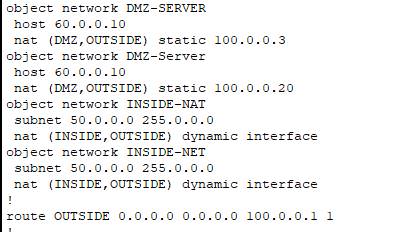 object network DMZ-SERVER
 host 60.0.0.10
 nat (DMZ,OUTSIDE) static 100.0.0.3
object network DMZ-Server
 host 60.0.0.10
 nat (DMZ,OUTSIDE) static 100.0.0.20
object network INSIDE-NAT
 subnet 50.0.0.0 255.0.0.0
 nat (INSIDE,OUTSIDE) dynamic interface
object network INSIDE-NET
 subnet 50.0.0.0 255.0.0.0
 nat (INSIDE,OUTSIDE) dynamic interface
!
route OUTSIDE 0.0.0.0 0.0.0.0 100.0.0.1 1
!